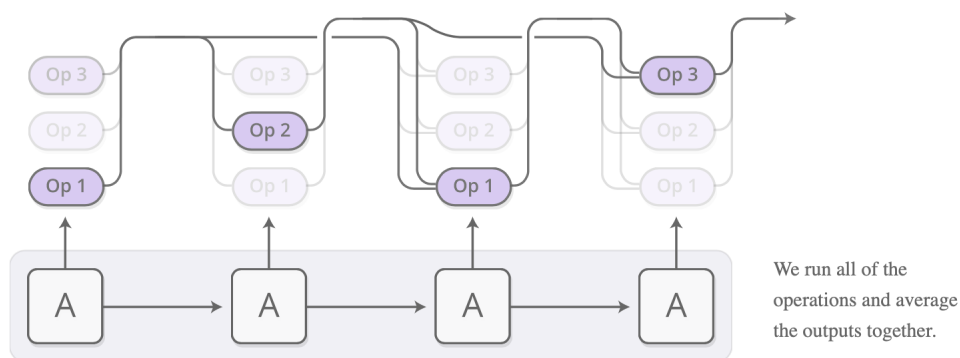 Op 3 Op 3 Op 3 Op 3
Op 2 Op 2 Op 2 Op 2
Op 1 Op 1 Op 1 Op 1
A A A A
We run all of the
operations and average
the outputs together.